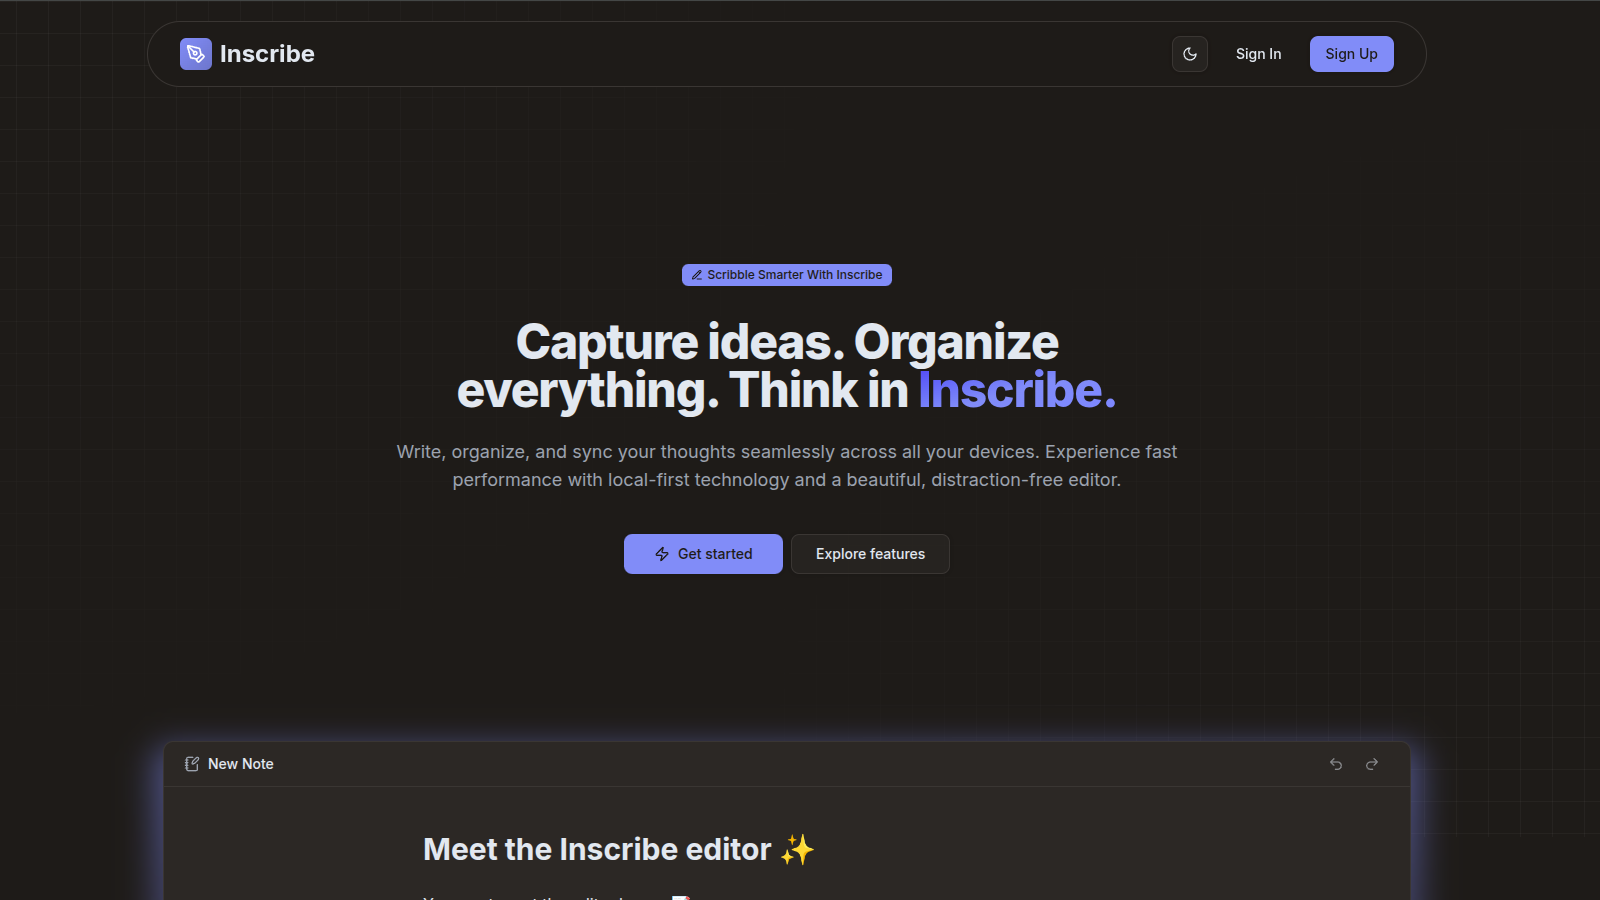 Inscribe
Sign In
Sign Up
Scribble Smarter With Inscribe
Capture ideas. Organize
everything. Think in Inscribe.
Write, organize, and sync your thoughts seamlessly across all your devices. Experience fast
performance with local-first technology and a beautiful, distraction-free editor.
Get started
Explore features
New Note
Meet the Inscribe editor ✨